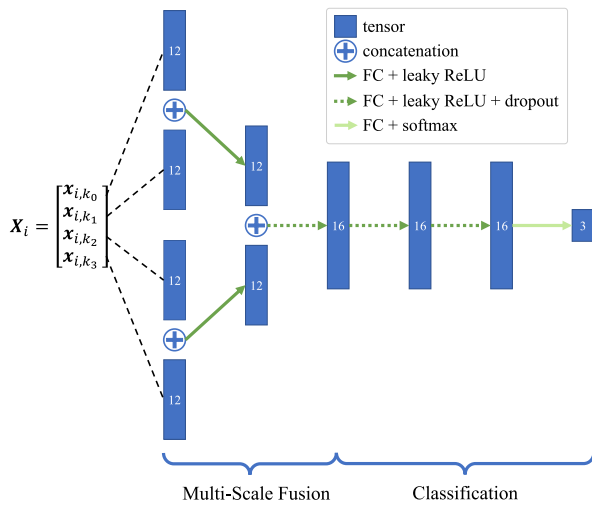 12
tensor
concatenation
FC + leaky ReLU
FC + leaky ReLU + dropout
FC + softmax
12
12
X_i = [x_{i,k_0}
x_{i,k_1}
x_{i,k_2}
x_{i,k_3}]
16
16
16
3
12
12
12
Multi-Scale Fusion
Classification